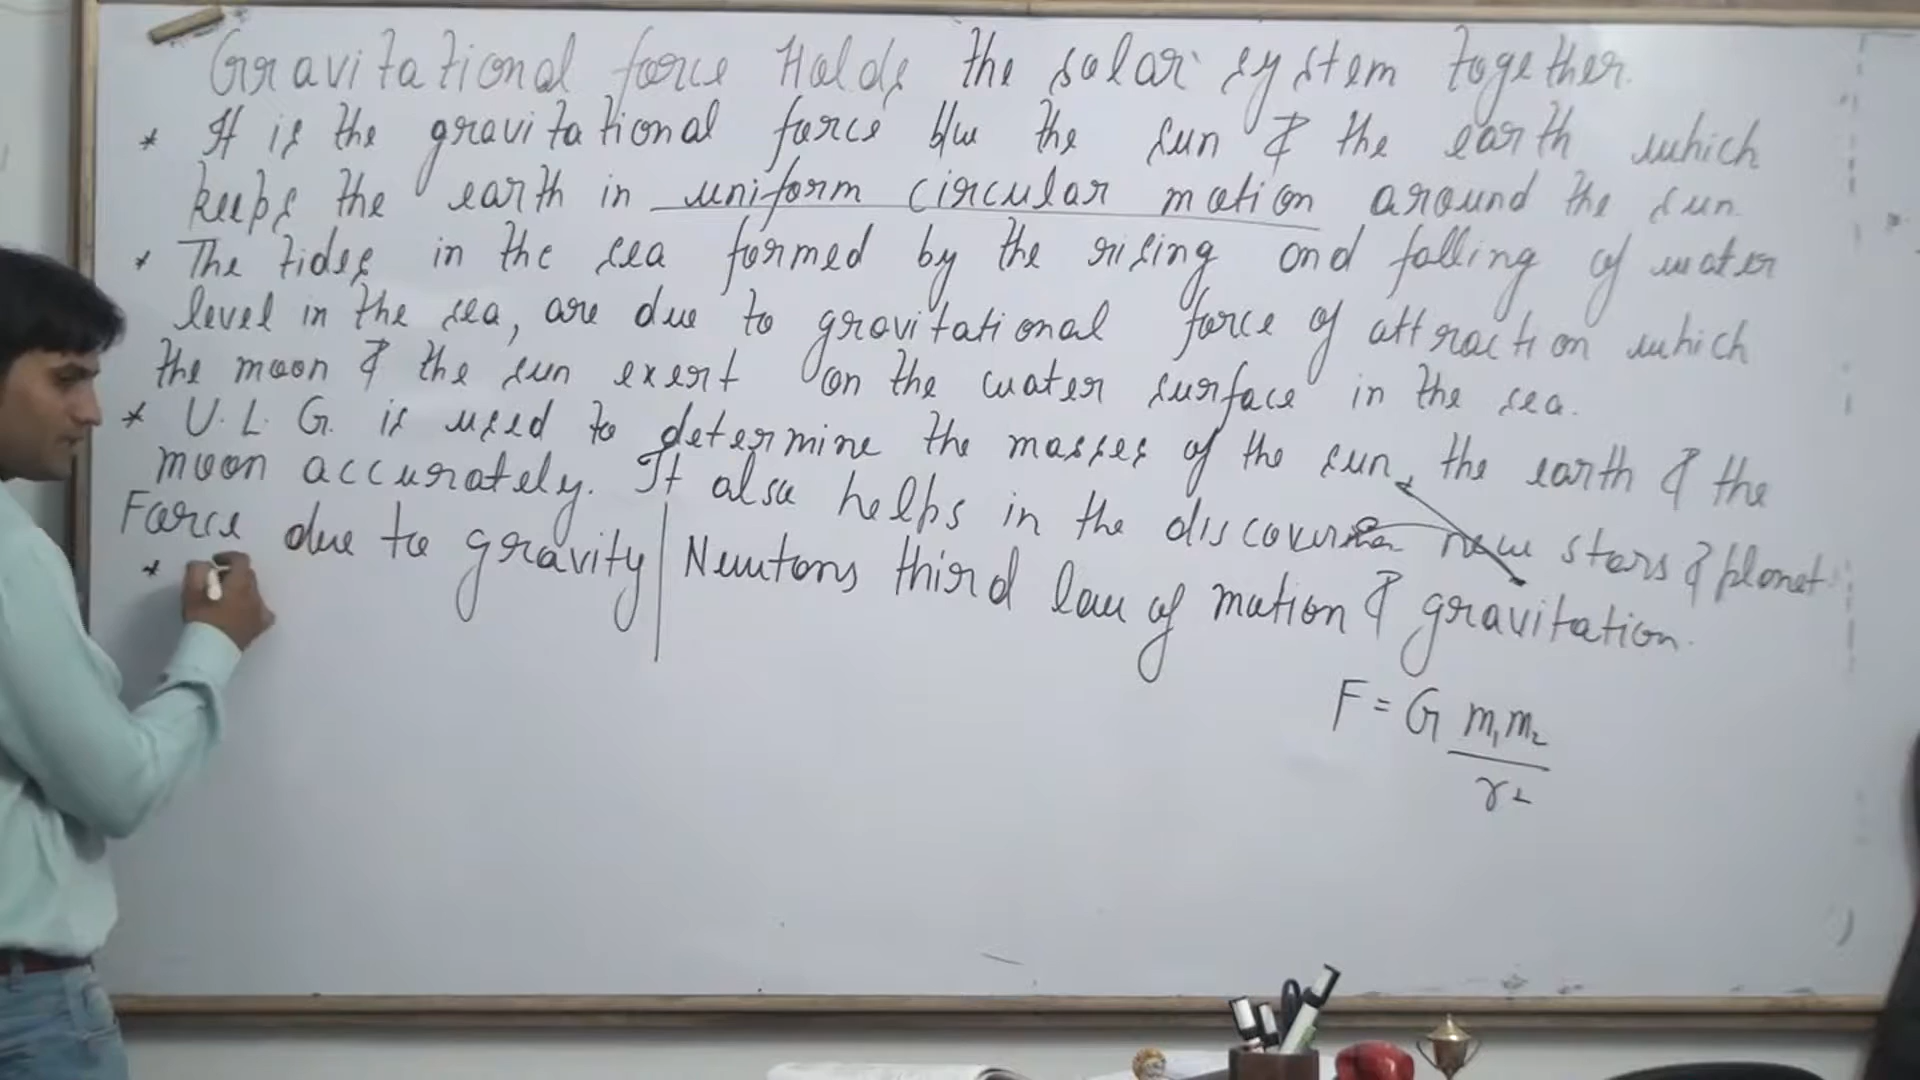 Gravitational force Holds the solar system together.
* It is the gravitational force b/w the sun & the earth which
keeps the earth in uniform circular motion around the sun
* The tides in the sea formed by the rising and falling of water
level in the sea, are due to gravitational force of attraction which
the moon & the sun exert on the water surface in the sea.
* U.L.G. is used to determine the masses of the sun, the earth & the
moon accurately. It also helps in the new stars & planet
Force due to gravity | Newtons third law of motion & gravitation.
*
F = G m₁m₂
r²